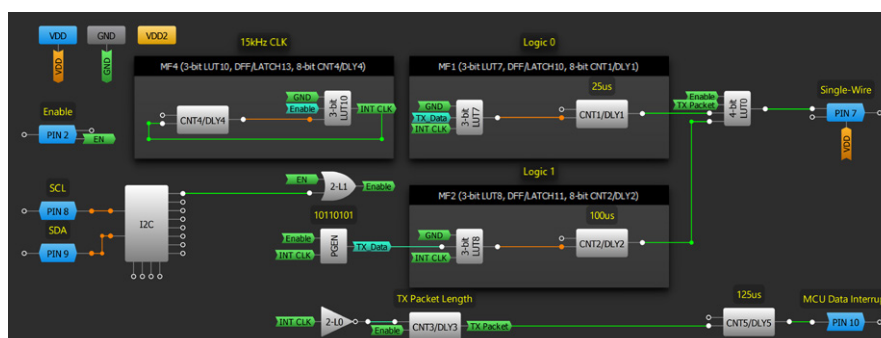 VDD
GND
VDD2
VDD
GND
15kHz CLK
MF4 (3-bit LUT10, DFF/LATCH13, 8-bit CNT4/DLY4)
CNT4/DLY4
GND
Enable
3-bit
LUT10
INT CLK
Logic 0
MF1 (3-bit LUT7, DFF/LATCH10, 8-bit CNT1/DLY1)
GND
TX_Data
INT CLK
3-bit
LUT7
25us
CNT1/DLY1
Enable
TX Packet
4-bit
LUT0
Single-Wire
PIN 7
VDD
Enable
PIN 2
EN
SCL
PIN 8
SDA
PIN 9
I2C
EN
2-L1
Enable
10110101
Enable
INT CLK
PGEN
TX_Data
Logic 1
MF2 (3-bit LUT8, DFF/LATCH11, 8-bit CNT2/DLY2)
GND
INT CLK
3-bit
LUT8
100us
CNT2/DLY2
TX Packet Length
INT CLK
2-L0
Enable
CNT3/DLY3
TX Packet
125us
CNT5/DLY5
MCU Data Interrup
PIN 10